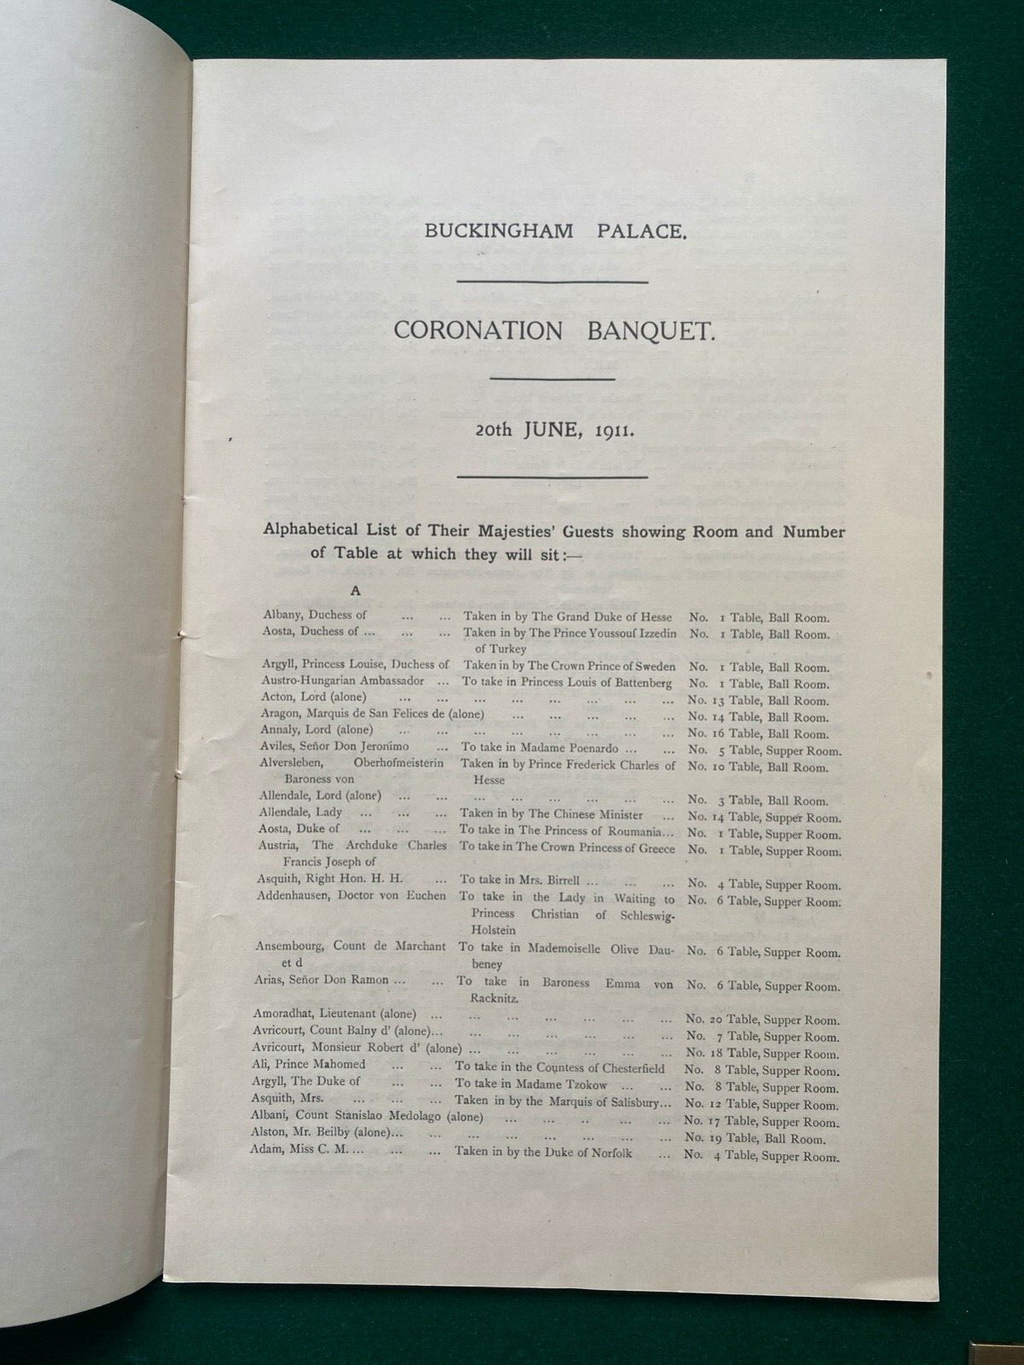 BUCKINGHAM PALACE.
CORONATION BANQUET.
20th JUNE, 1911.
Alphabetical List of Their Majesties' Guests showing Room and Number
of Table at which they will sit:—
A
Albany, Duchess of ... ... Taken in by The Grand Duke of Hesse No. 1 Table, Ball Room.
Aosta, Duchess of ... ... ... Taken in by The Prince Youssouf Izzedin No. 1 Table, Ball Room.
of Turkey
Argyll, Princess Louise, Duchess of Taken in by The Crown Prince of Sweden No. 1 Table, Ball Room.
Austro-Hungarian Ambassador ... To take in Princess Louis of Battenberg No. 1 Table, Ball Room.
Acton, Lord (alone) ... ... ... ... ... ... ... No. 13 Table, Ball Room.
Aragon, Marquis de San Felices de (alone) ... ... ... ... ... No. 14 Table, Ball Room.
Annaly, Lord (alone) ... ... ... ... ... ... ... No. 16 Table, Ball Room.
Aviles, Señor Don Jeronimo ... To take in Madame Poenardo ... ... No. 5 Table, Supper Room.
Alversleben, Oberhofmeisterin Taken in by Prince Frederick Charles of No. 10 Table, Ball Room.
Baroness von Hesse
Allendale, Lord (alone) ... ... ... ... ... ... ... No. 3 Table, Ball Room.
Allendale, Lady ... ... ... Taken in by The Chinese Minister ... No. 14 Table, Supper Room.
Aosta, Duke of ... ... ... To take in The Princess of Roumania... No. 1 Table, Supper Room.
Austria, The Archduke Charles To take in The Crown Princess of Greece No. 1 Table, Supper Room.
Francis Joseph of
Asquith, Right Hon. H. H. ... To take in Mrs. Birrell ... ... ... No. 4 Table, Supper Room.
Addenhausen, Doctor von Euchen To take in the Lady in Waiting to No. 6 Table, Supper Room.
Princess Christian of Schleswig-
Holstein
Ansembourg, Count de Marchant To take in Mademoiselle Olive Dau- No. 6 Table, Supper Room.
et d beney
Arias, Señor Don Ramon ... ... To take in Baroness Emma von No. 6 Table, Supper Room.
Racknitz.
Amoradhat, Lieutenant (alone) ... ... ... ... ... ... No. 20 Table, Supper Room.
Avricourt, Count Balny d' (alone)... ... ... ... ... ... No. 7 Table, Supper Room.
Avricourt, Monsieur Robert d' (alone) ... ... ... ... ... ... No. 18 Table, Supper Room.
Ali, Prince Mahomed ... ... To take in the Countess of Chesterfield No. 8 Table, Supper Room.
Argyll, The Duke of ... ... To take in Madame Tzokow ... ... No. 8 Table, Supper Room.
Asquith, Mrs. ... ... ... Taken in by the Marquis of Salisbury... No. 12 Table, Supper Room.
Albani, Count Stanislao Medolago (alone) ... ... .. ... ... No. 17 Table, Supper Room.
Alston, Mr. Beilby (alone)... ... ... ... ... ... ... No. 19 Table, Ball Room.
Adam, Miss C. M. ... ... ... Taken in by the Duke of Norfolk ... No. 4 Table, Supper Room.